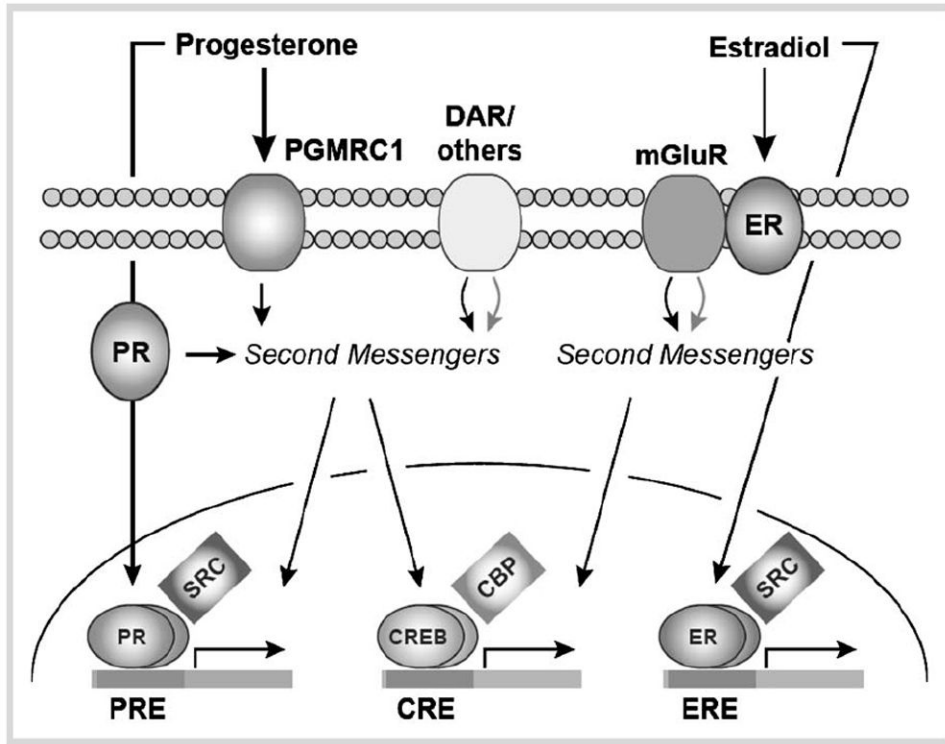 Progesterone
Estradiol
PGMRC1
DAR/
others
mGluR
ER
PR
Second Messengers
Second Messengers
SRC
CBP
SRC
PR
CREB
ER
PRE
CRE
ERE